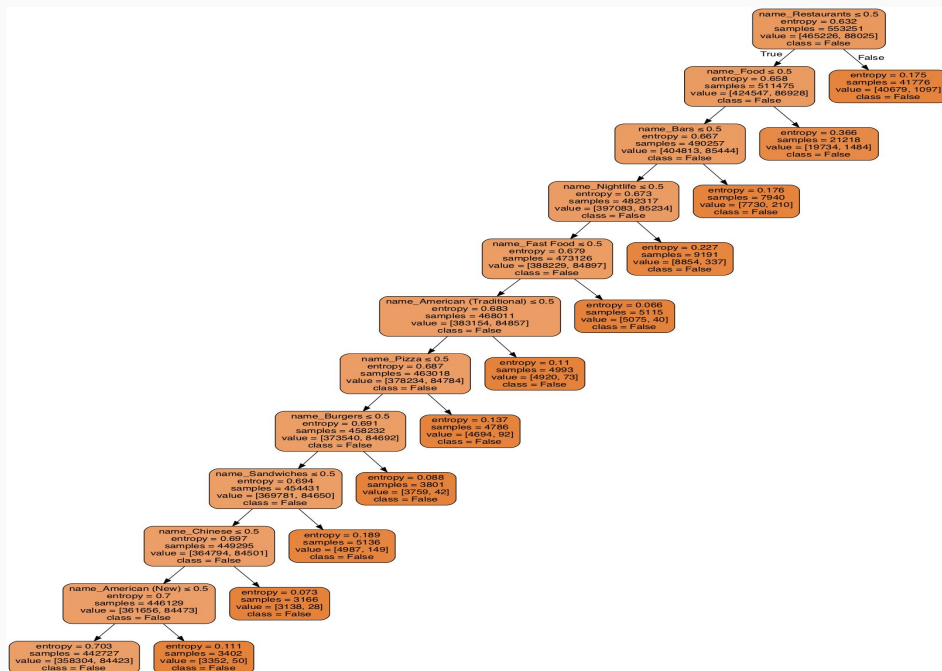 name_Restaurants ≤ 0.5
entropy = 0.632
samples = 553251
value = [465226, 88025]
class = False
True
False
name_Food ≤ 0.5
entropy = 0.658
samples = 511475
value = [424547, 86928]
class = False
entropy = 0.175
samples = 41776
value = [40679, 1097]
class = False
name_Bars ≤ 0.5
entropy = 0.667
samples = 490257
value = [404813, 85444]
class = False
entropy = 0.366
samples = 21218
value = [19734, 1484]
class = False
name_Nightlife ≤ 0.5
entropy = 0.673
samples = 482317
value = [397083, 85234]
class = False
entropy = 0.176
samples = 7940
value = [7730, 210]
class = False
name_Fast Food ≤ 0.5
entropy = 0.679
samples = 473126
value = [388229, 84897]
class = False
entropy = 0.227
samples = 9191
value = [8854, 337]
class = False
name_American (Traditional) ≤ 0.5
entropy = 0.683
samples = 468011
value = [383154, 84857]
class = False
entropy = 0.066
samples = 5115
value = [5075, 40]
class = False
name_Pizza ≤ 0.5
entropy = 0.687
samples = 463018
value = [378234, 84784]
class = False
entropy = 0.11
samples = 4993
value = [4920, 73]
class = False
name_Burgers ≤ 0.5
entropy = 0.691
samples = 458232
value = [373540, 84692]
class = False
entropy = 0.137
samples = 4786
value = [4694, 92]
class = False
name_Sandwiches ≤ 0.5
entropy = 0.694
samples = 454431
value = [369781, 84650]
class = False
entropy = 0.088
samples = 3801
value = [3759, 42]
class = False
name_Chinese ≤ 0.5
entropy = 0.697
samples = 449295
value = [364794, 84501]
class = False
entropy = 0.189
samples = 5136
value = [4987, 149]
class = False
name_American (New) ≤ 0.5
entropy = 0.7
samples = 446129
value = [361656, 84473]
class = False
entropy = 0.073
samples = 3166
value = [3138, 28]
class = False
entropy = 0.703
samples = 442727
value = [358304, 84423]
class = False
entropy = 0.111
samples = 3402
value = [3352, 50]
class = False